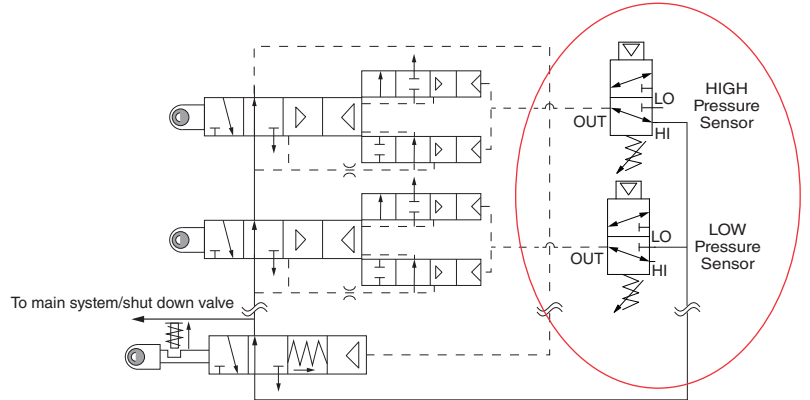 HIGH
Pressure
Sensor
LO
OUT
HI
LOW
Pressure
Sensor
LO
OUT
HI
To main system/shut down valve